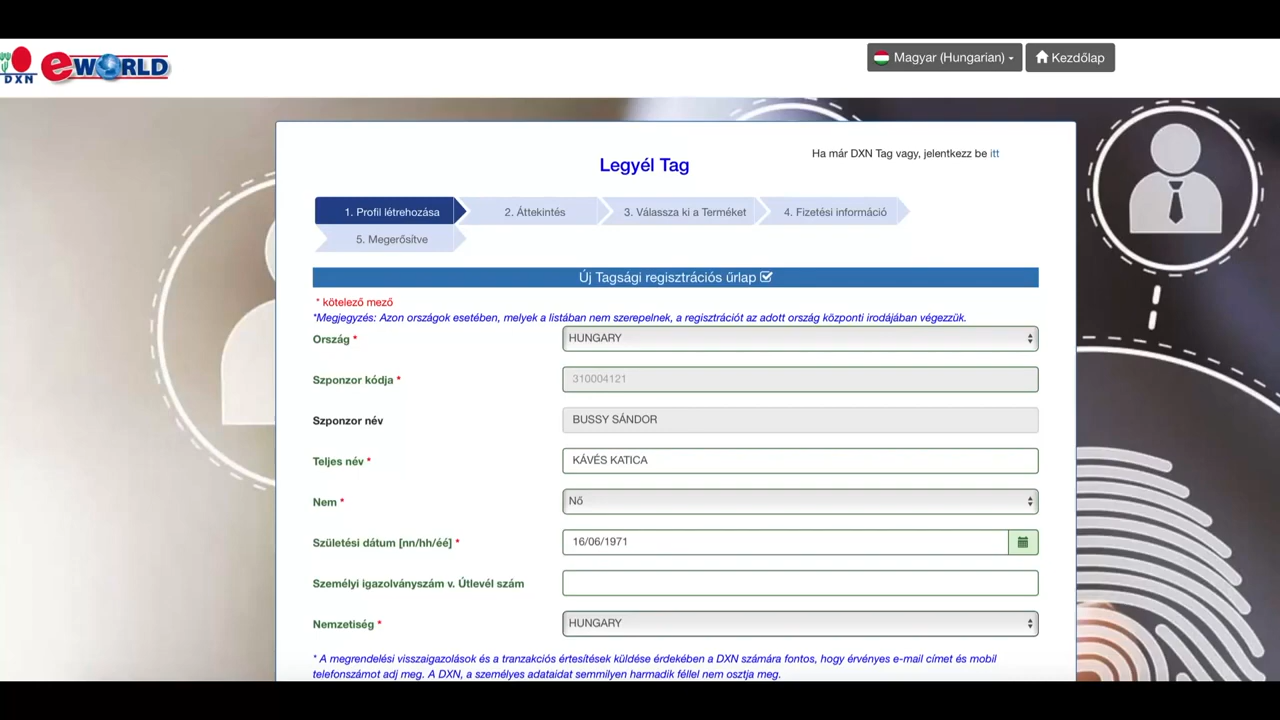 DXN eWORLD
Magyar (Hungarian)
Kezdőlap
Ha már DXN Tag vagy, jelentkezz be itt
Legyél Tag
1. Profil létrehozása
2. Áttekintés
3. Válassza ki a Terméket
4. Fizetési információ
5. Megerősítve
Új Tagsági regisztrációs űrlap
* kötelező mező
*Megjegyzés: Azon országok esetében, melyek a listában nem szerepelnek, a regisztrációt az adott ország központi irodájában végezzük.
Ország * HUNGARY
Szponzor kódja * 310004121
Szponzor név BUSSY SÁNDOR
Teljes név * KÁVÉS KATICA
Nem * Nő
Születési dátum [nn/hh/éé] * 16/06/1971
Személyi igazolványszám v. Útlevél szám
Nemzetiség * HUNGARY
* A megrendelési visszaigazolások és a tranzakciós értesítések küldése érdekében a DXN számára fontos, hogy érvényes e-mail címet és mobil
telefonszámot adj meg. A DXN, a személyes adataidat semmilyen harmadik féllel nem osztja meg.